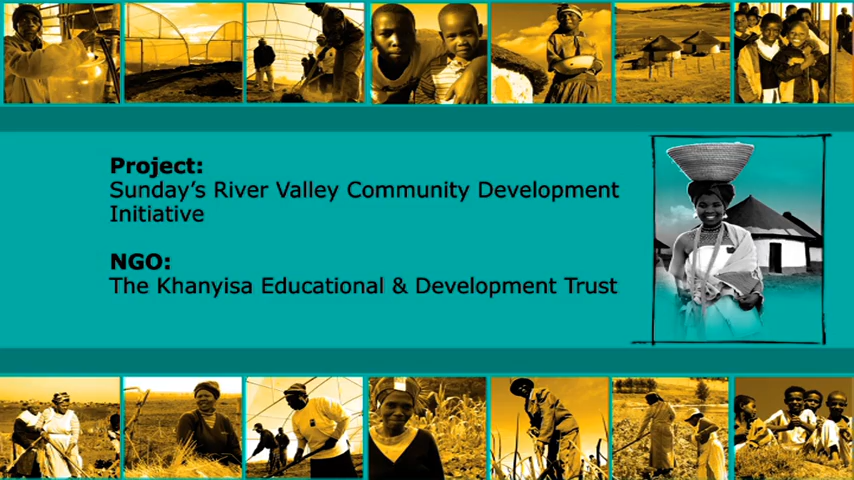 Project:
Sunday's River Valley Community Development
Initiative
NGO:
The Khanyisa Educational & Development Trust